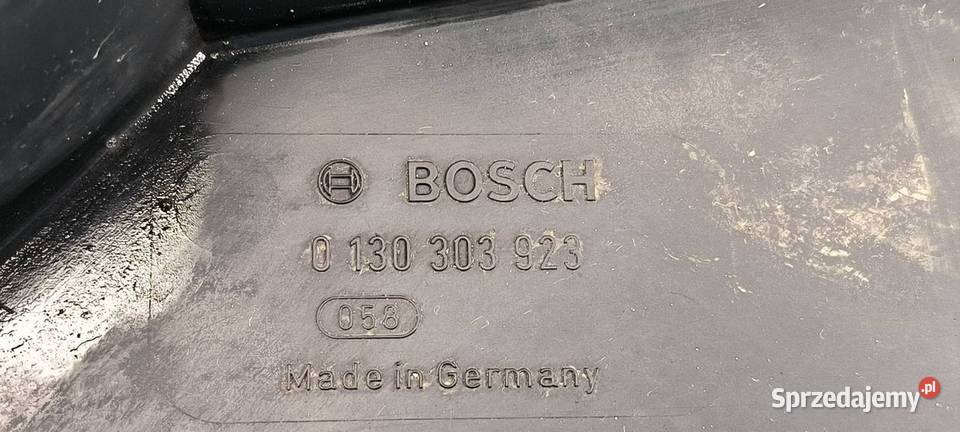 BOSCH
0 130 303 923
058
Made in Germany
Sprzedajemy.pl